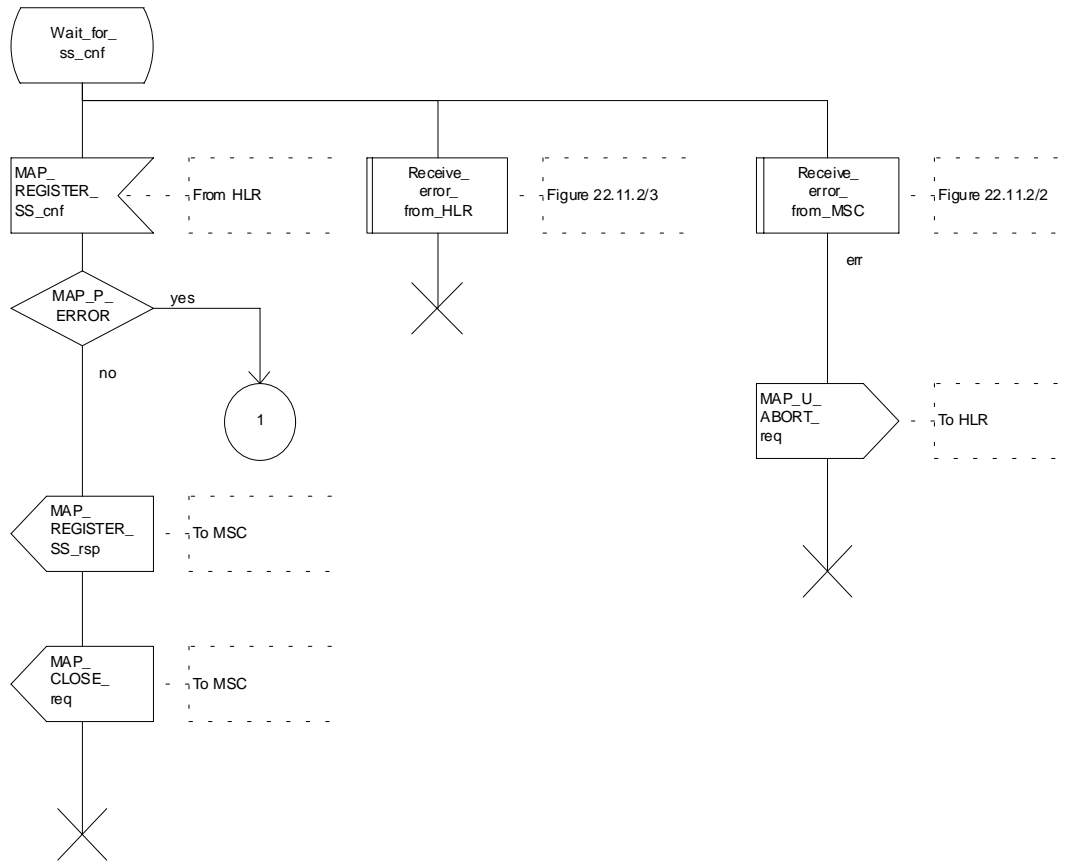 Wait_for_
ss_cnf
MAP_
REGISTER_
SS_cnf
From HLR
Receive_
error_
from_HLR
Figure 22.11.2/3
Receive_
error_
from_MSC
Figure 22.11.2/2
MAP_P_
ERROR
yes
no
1
err
MAP_U_
ABORT_
req
To HLR
MAP_
REGISTER_
SS_rsp
To MSC
MAP_
CLOSE_
req
To MSC